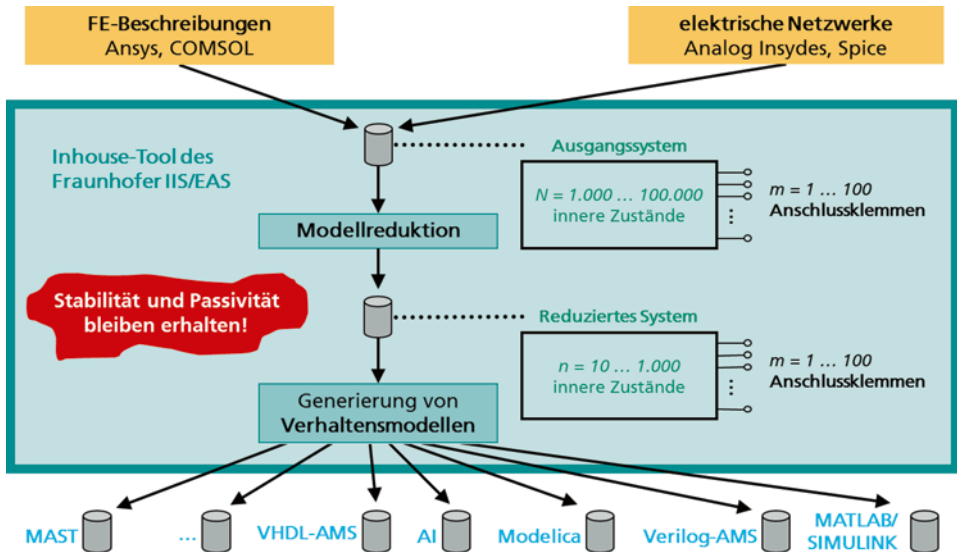 FE-Beschreibungen
Ansys, COMSOL
elektrische Netzwerke
Analog Insydes, Spice
Inhouse-Tool des
Fraunhofer IIS/EAS
Ausgangssystem
N = 1.000 ... 100.000
innere Zustände
m = 1 ... 100
Anschlussklemmen
Modellreduktion
Stabilität und Passivität
bleiben erhalten!
Reduziertes System
n = 10 ... 1.000
innere Zustände
m = 1 ... 100
Anschlussklemmen
Generierung von
Verhaltensmodellen
MAST
...
VHDL-AMS
AI
Modelica
Verilog-AMS
MATLAB/
SIMULINK